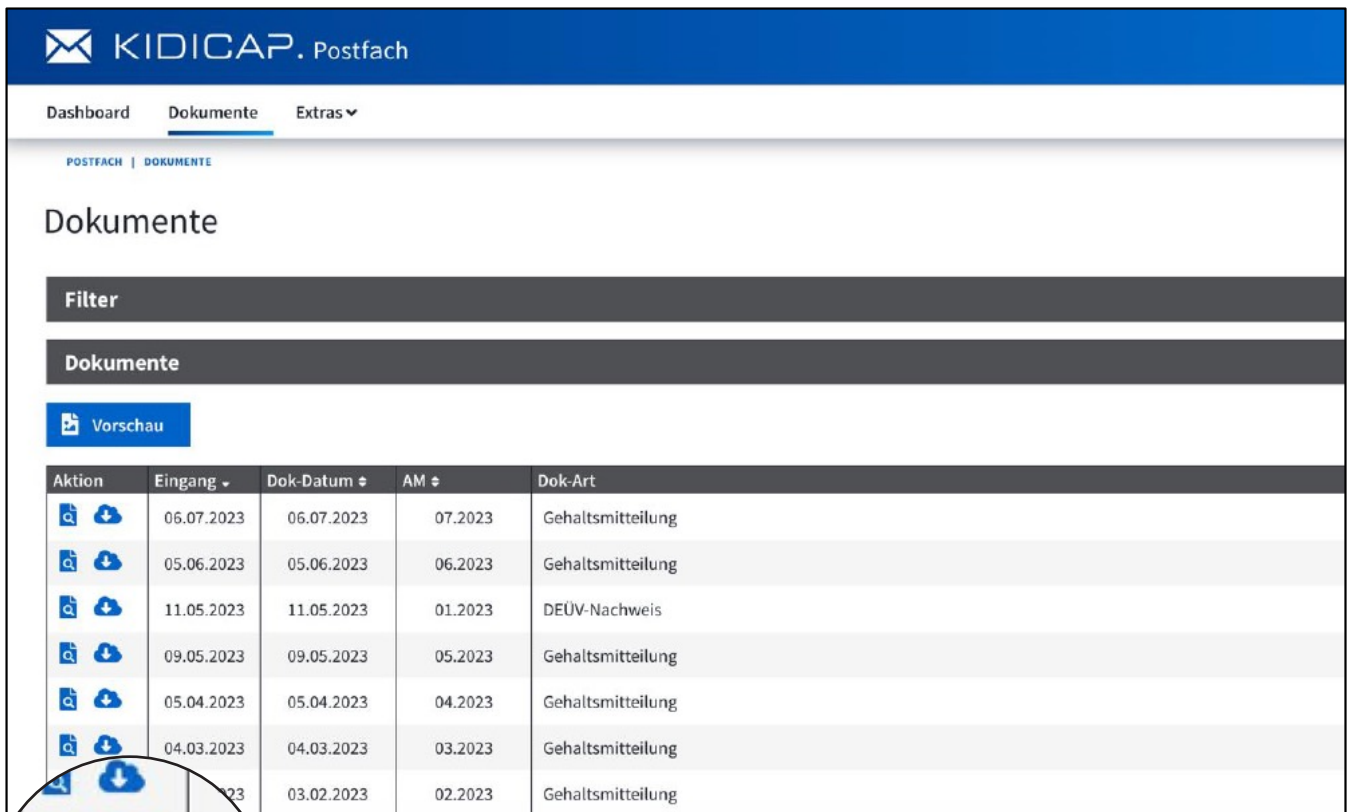 KIDICAP. Postfach
Dashboard Dokumente Extras
POSTFACH | DOKUMENTE
Dokumente
Filter
Dokumente
Vorschau
Aktion Eingang Dok-Datum AM Dok-Art
06.07.2023 06.07.2023 07.2023 Gehaltsmitteilung
05.06.2023 05.06.2023 06.2023 Gehaltsmitteilung
11.05.2023 11.05.2023 01.2023 DEÜV-Nachweis
09.05.2023 09.05.2023 05.2023 Gehaltsmitteilung
05.04.2023 05.04.2023 04.2023 Gehaltsmitteilung
04.03.2023 04.03.2023 03.2023 Gehaltsmitteilung
03.02.2023 02.2023 Gehaltsmitteilung